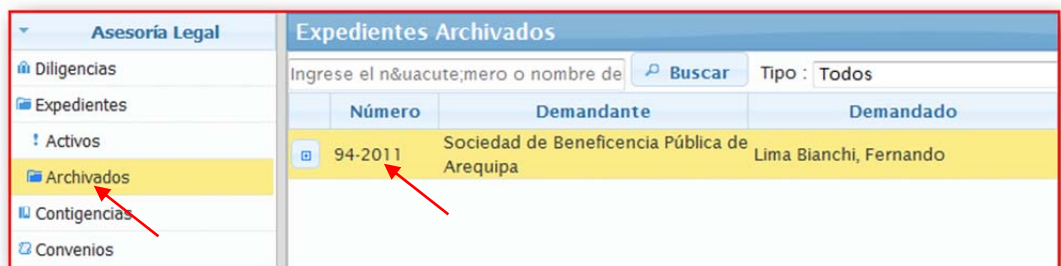 Asesoría Legal
Diligencias
Expedientes
Activos
Archivados
Contigencias
Convenios
Expedientes Archivados
Ingrese el n&uacute;mero o nombre de Buscar Tipo : Todos
Número Demandante Demandado
94-2011 Sociedad de Beneficencia Pública de Arequipa Lima Bianchi, Fernando